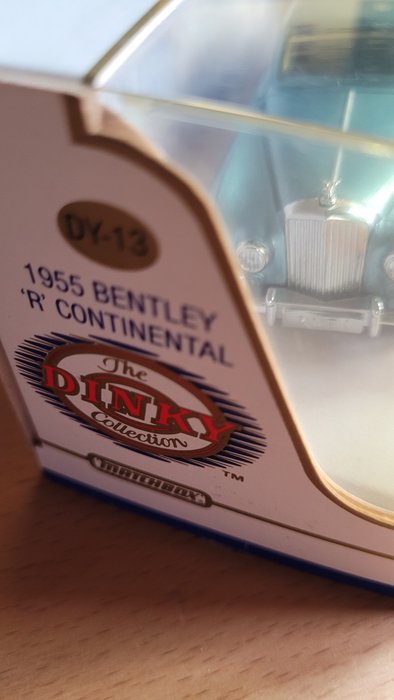 DY-13
1955 BENTLEY
'R' CONTINENTAL
The
DINKY
Collection
TM
MATCHBOX